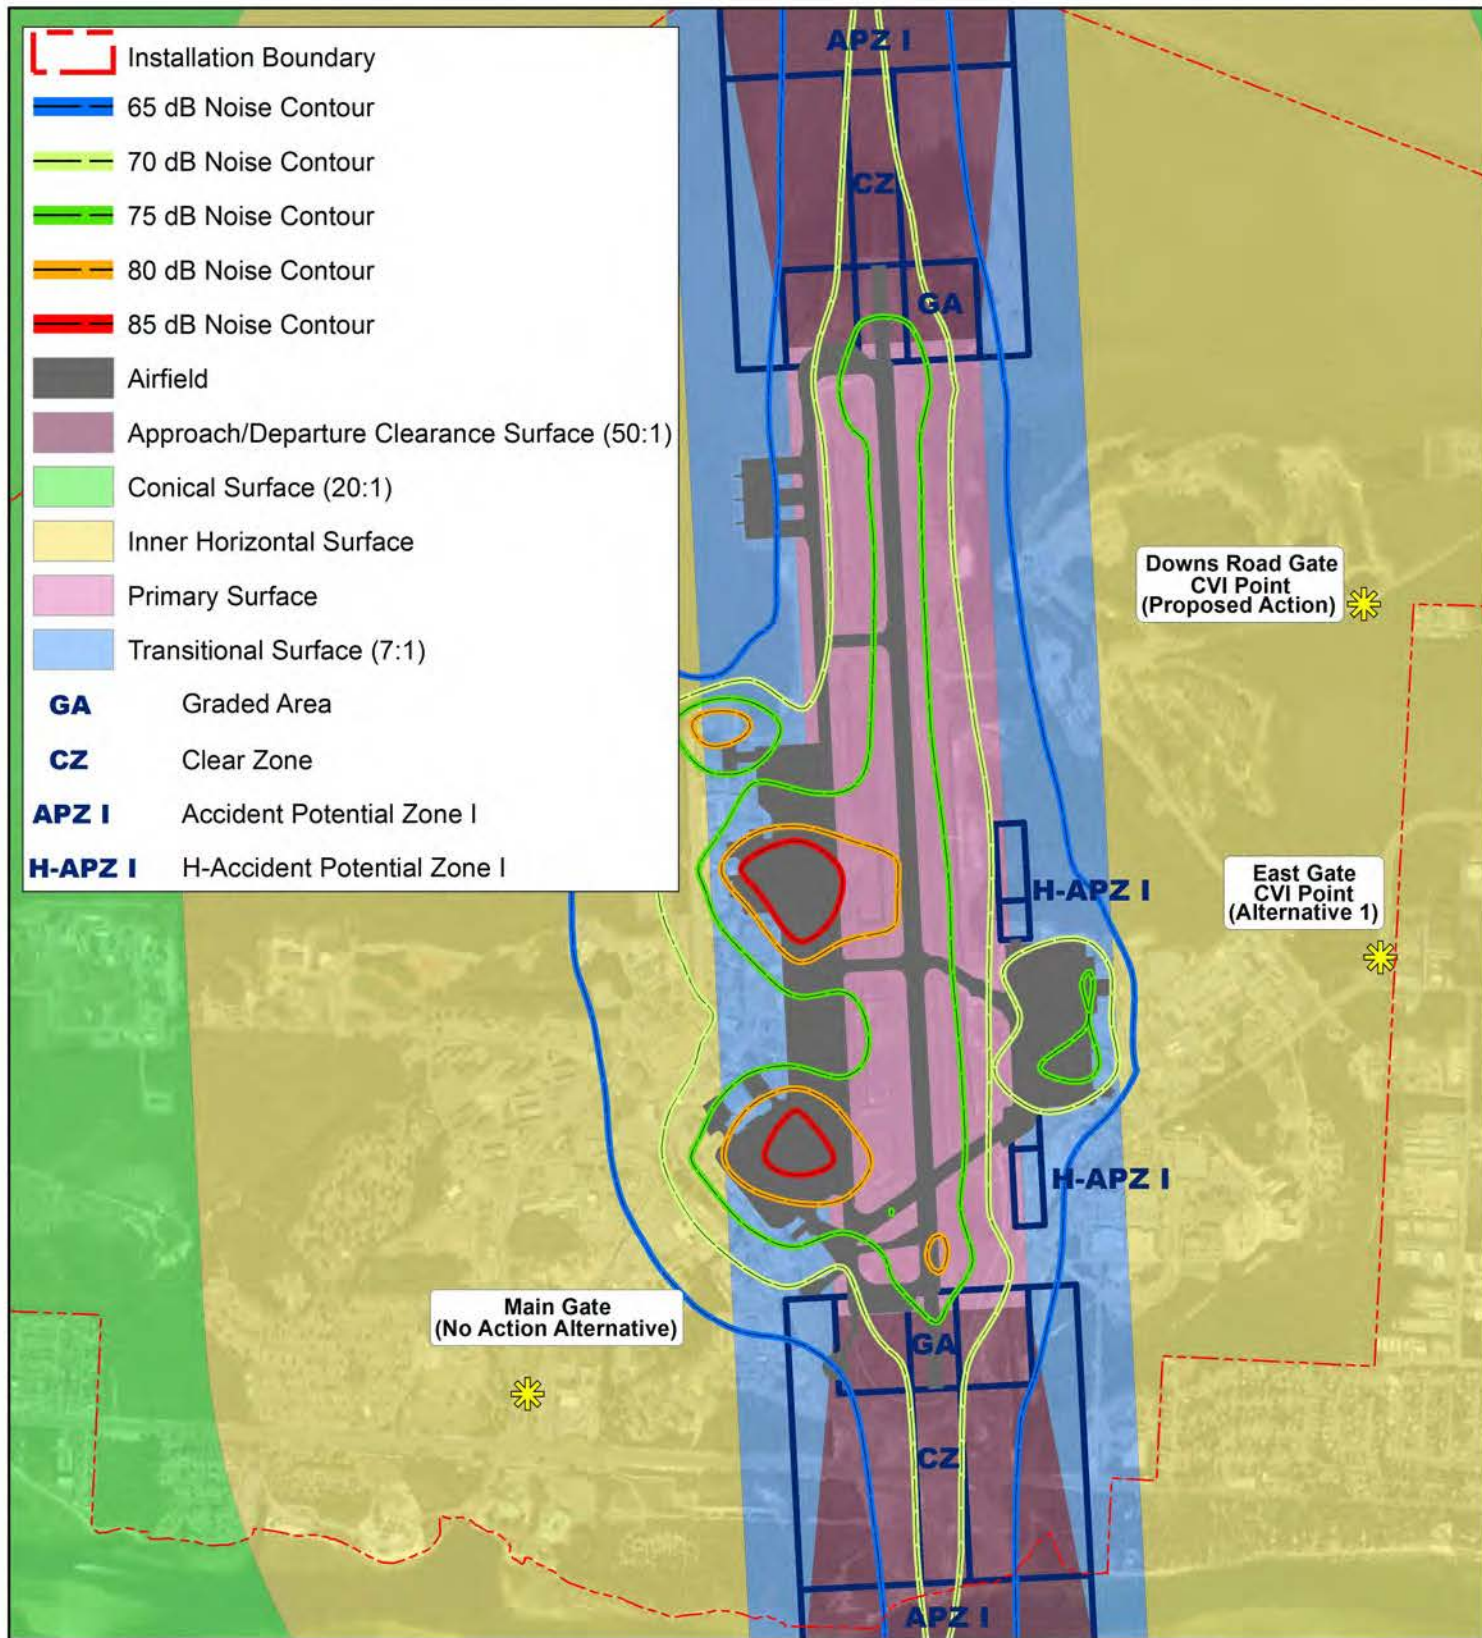 Installation Boundary
65 dB Noise Contour
70 dB Noise Contour
75 dB Noise Contour
80 dB Noise Contour
85 dB Noise Contour
Airfield
Approach/Departure Clearance Surface (50:1)
Conical Surface (20:1)
Inner Horizontal Surface
Primary Surface
Transitional Surface (7:1)
GA Graded Area
CZ Clear Zone
APZ I Accident Potential Zone I
H-APZ I H-Accident Potential Zone I
APZ I
CZ
GA
Downs Road Gate
CVI Point
(Proposed Action)
East Gate
CVI Point
(Alternative 1)
H-APZ I
H-APZ I
Main Gate
(No Action Alternative)
GA
CZ
APZ I